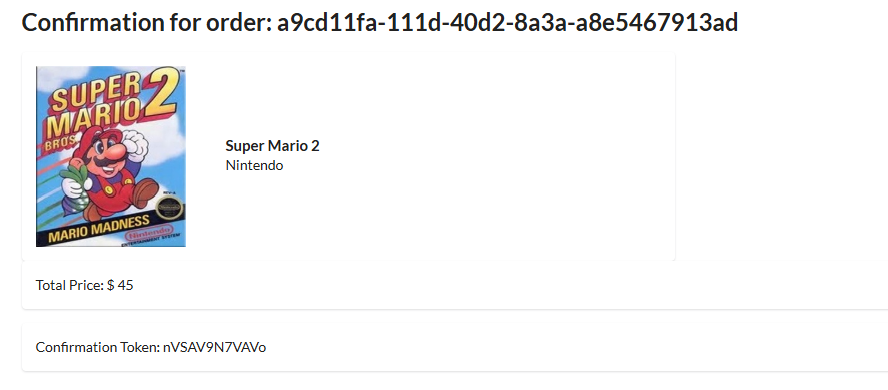 Confirmation for order: a9cd11fa-111d-40d2-8a3a-a8e5467913ad
SUPER
MARIO
BROS
2
MARIO MADNESS
Nintendo
ENTERTAINMENT SYSTEM
Super Mario 2
Nintendo
Total Price: $ 45
Confirmation Token: nVSAV9N7VAVo